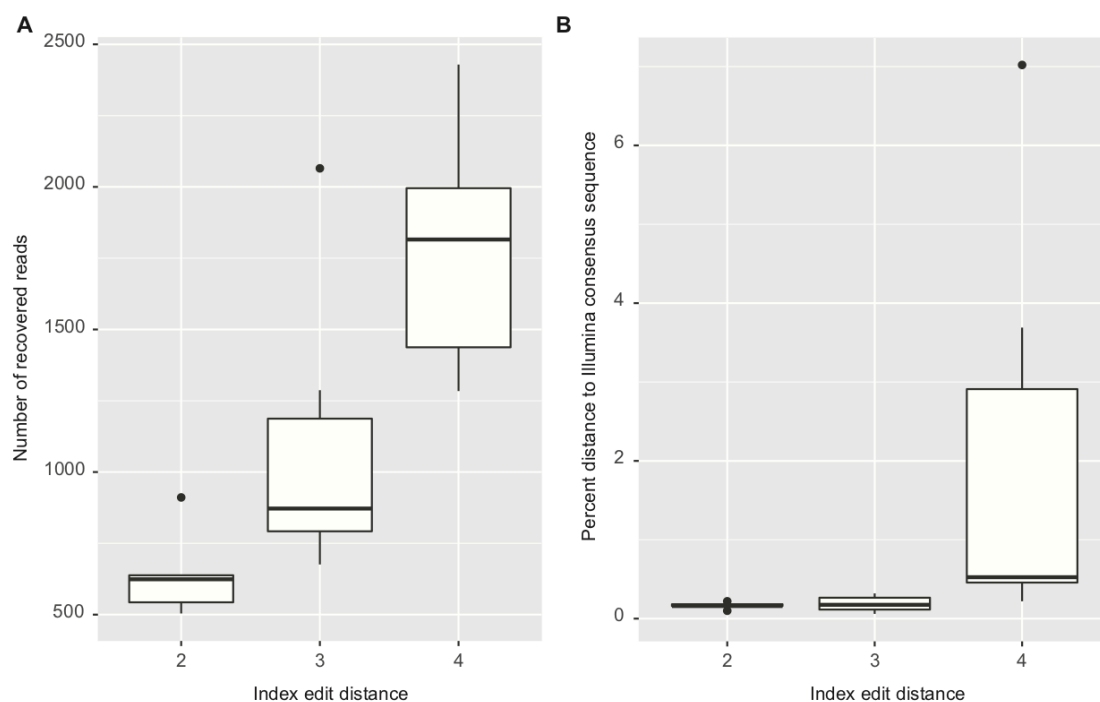 A
Number of recovered reads
2500
2000
1500
1000
500
2 3 4
Index edit distance
B
Percent distance to Illumina consensus sequence
6
4
2
0
2 3 4
Index edit distance